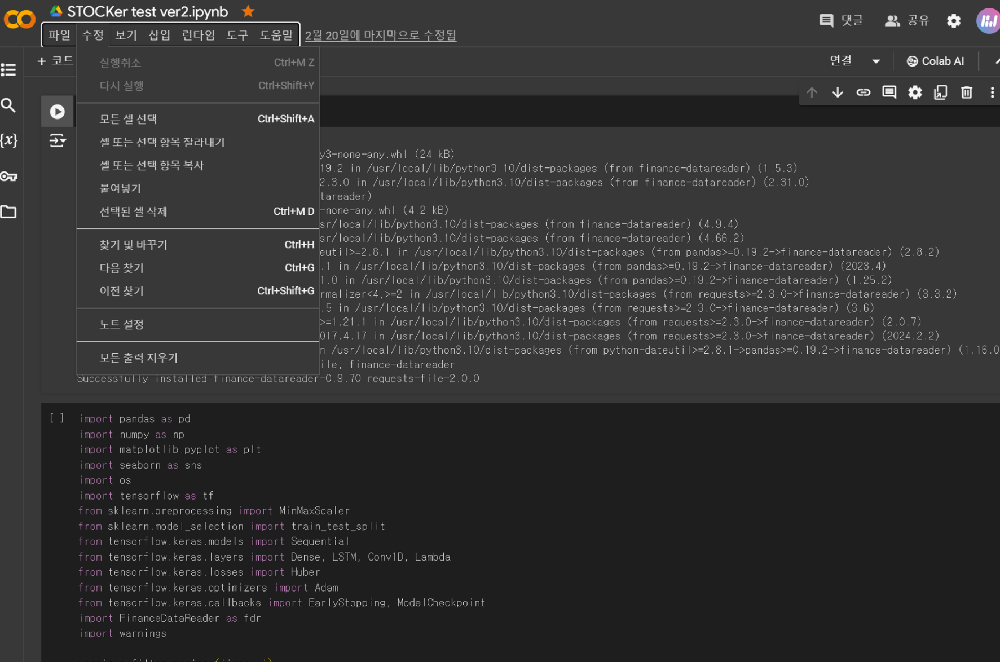 STOCKer test ver2.ipynb
댓글 공유
파일 수정 보기 삽입 런타임 도구 도움말 2월 20일에 마지막으로 수정됨
+ 코드
연결 Colab AI
실행취소 Ctrl+M Z
다시 실행 Ctrl+Shift+Y
모든 셀 선택 Ctrl+Shift+A
셀 또는 선택 항목 잘라내기
셀 또는 선택 항목 복사
붙여넣기
선택된 셀 삭제 Ctrl+M D
찾기 및 바꾸기 Ctrl+H
다음 찾기 Ctrl+G
이전 찾기 Ctrl+Shift+G
노트 설정
모든 출력 지우기
{x}
y3-none-any.whl (24 kB)
19.2 in /usr/local/lib/python3.10/dist-packages (from finance-datareader) (1.5.3)
2.3.0 in /usr/local/lib/python3.10/dist-packages (from finance-datareader) (2.31.0)
tareader)
-none-any.whl (4.2 kB)
sr/local/lib/python3.10/dist-packages (from finance-datareader) (4.9.4)
sr/local/lib/python3.10/dist-packages (from finance-datareader) (4.66.2)
eutil>=2.8.1 in /usr/local/lib/python3.10/dist-packages (from pandas>=0.19.2->finance-datareader) (2.8.2)
.1 in /usr/local/lib/python3.10/dist-packages (from pandas>=0.19.2->finance-datareader) (2023.4)
1.0 in /usr/local/lib/python3.10/dist-packages (from pandas>=0.19.2->finance-datareader) (1.25.2)
rmalizer<4,>=2 in /usr/local/lib/python3.10/dist-packages (from requests>=2.3.0->finance-datareader) (3.3.2)
.5 in /usr/local/lib/python3.10/dist-packages (from requests>=2.3.0->finance-datareader) (3.6)
>=1.21.1 in /usr/local/lib/python3.10/dist-packages (from requests>=2.3.0->finance-datareader) (2.0.7)
017.4.17 in /usr/local/lib/python3.10/dist-packages (from requests>=2.3.0->finance-datareader) (2024.2.2)
n /usr/local/lib/python3.10/dist-packages (from python-dateutil>=2.8.1->pandas>=0.19.2->finance-datareader) (1.16.0
ile, finance-datareader
Successfully installed finance-datareader-0.9.70 requests-file-2.0.0
[ ] import pandas as pd
import numpy as np
import matplotlib.pyplot as plt
import seaborn as sns
import os
import tensorflow as tf
from sklearn.preprocessing import MinMaxScaler
from sklearn.model_selection import train_test_split
from tensorflow.keras.models import Sequential
from tensorflow.keras.layers import Dense, LSTM, Conv1D, Lambda
from tensorflow.keras.losses import Huber
from tensorflow.keras.optimizers import Adam
from tensorflow.keras.callbacks import EarlyStopping, ModelCheckpoint
import FinanceDataReader as fdr
import warnings